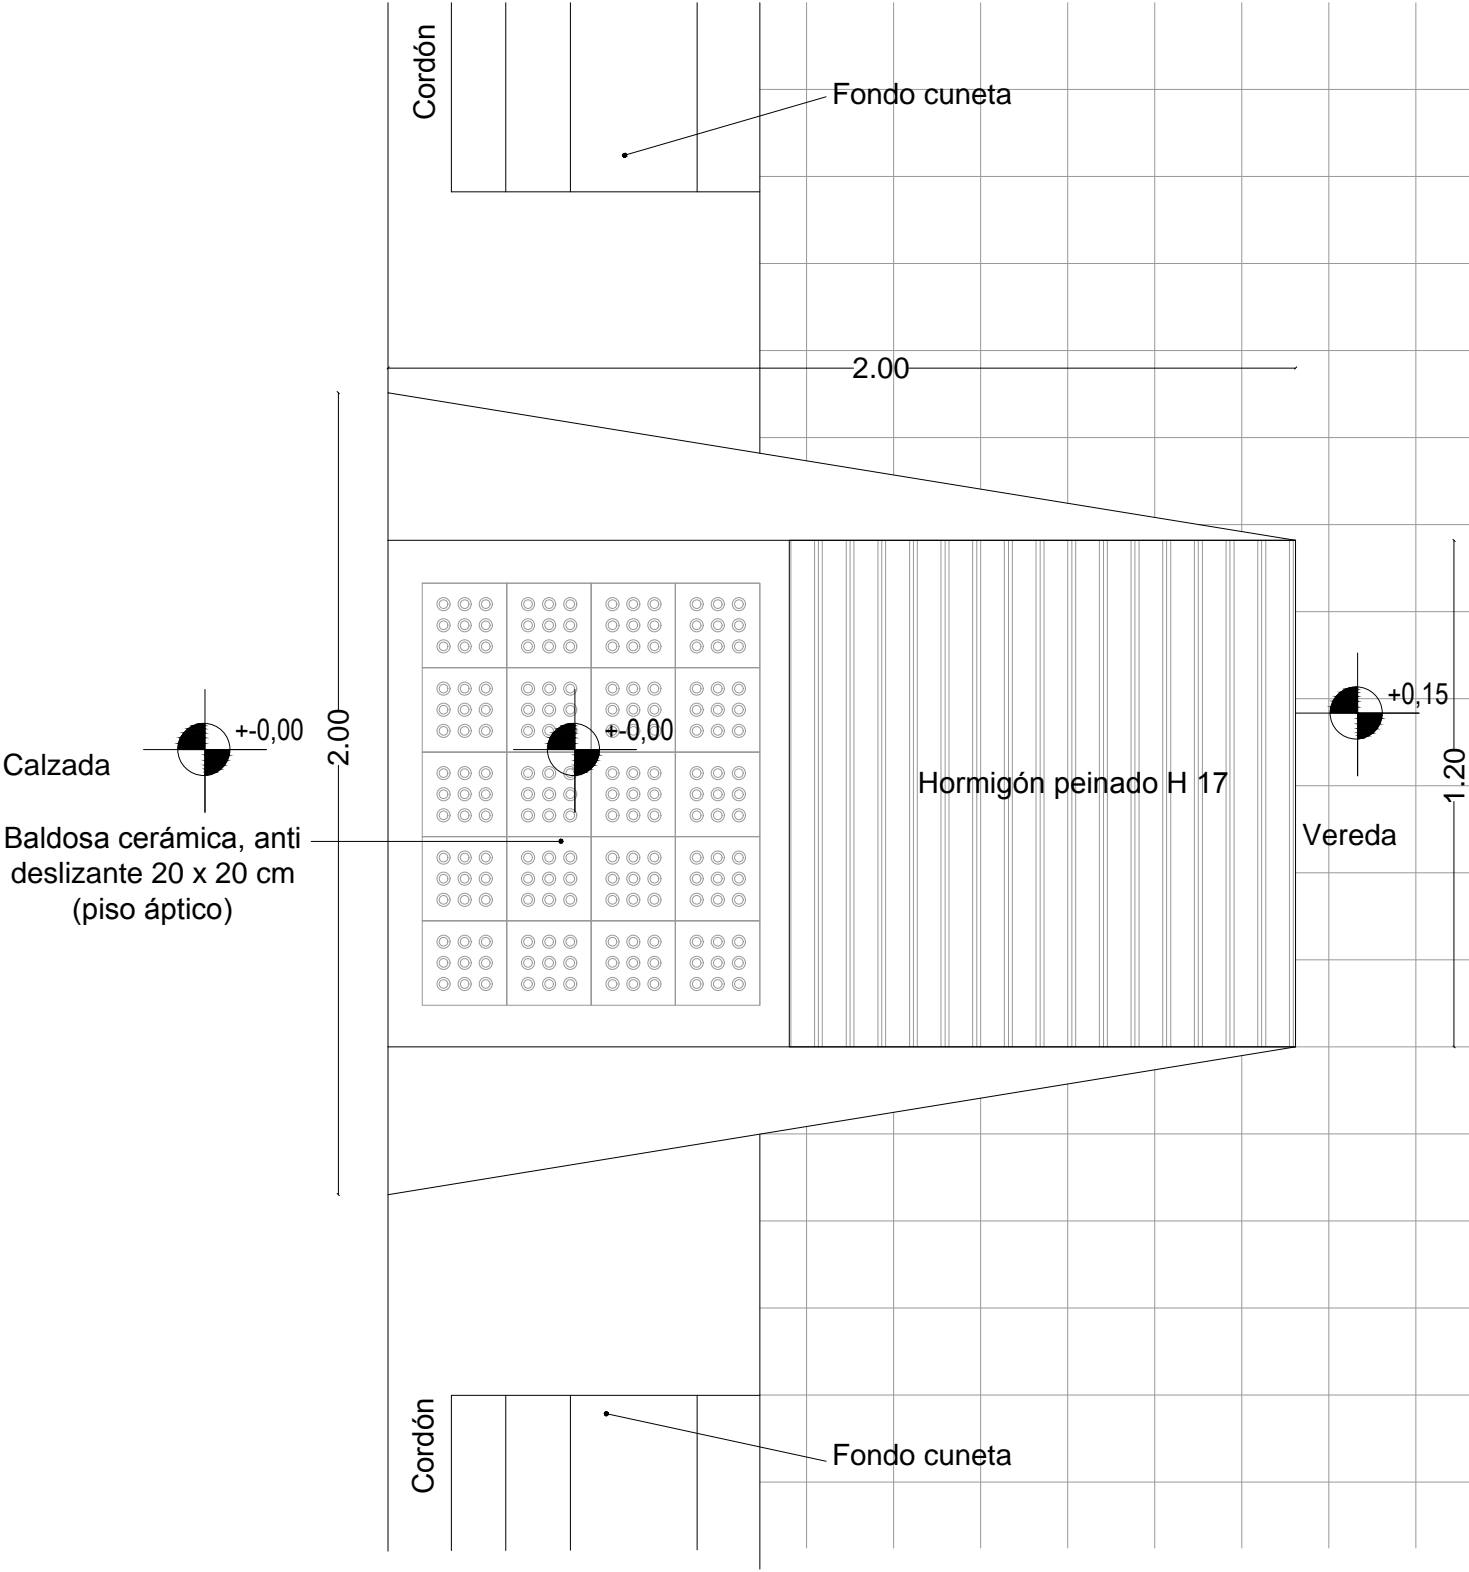 Cordón
Fondo cuneta
2.00
+-0,00
2.00
+-0,00
+0,15
Calzada
Hormigón peinado H 17
1.20
Baldosa cerámica, anti
deslizante 20 x 20 cm
(piso áptico)
Vereda
Cordón
Fondo cuneta